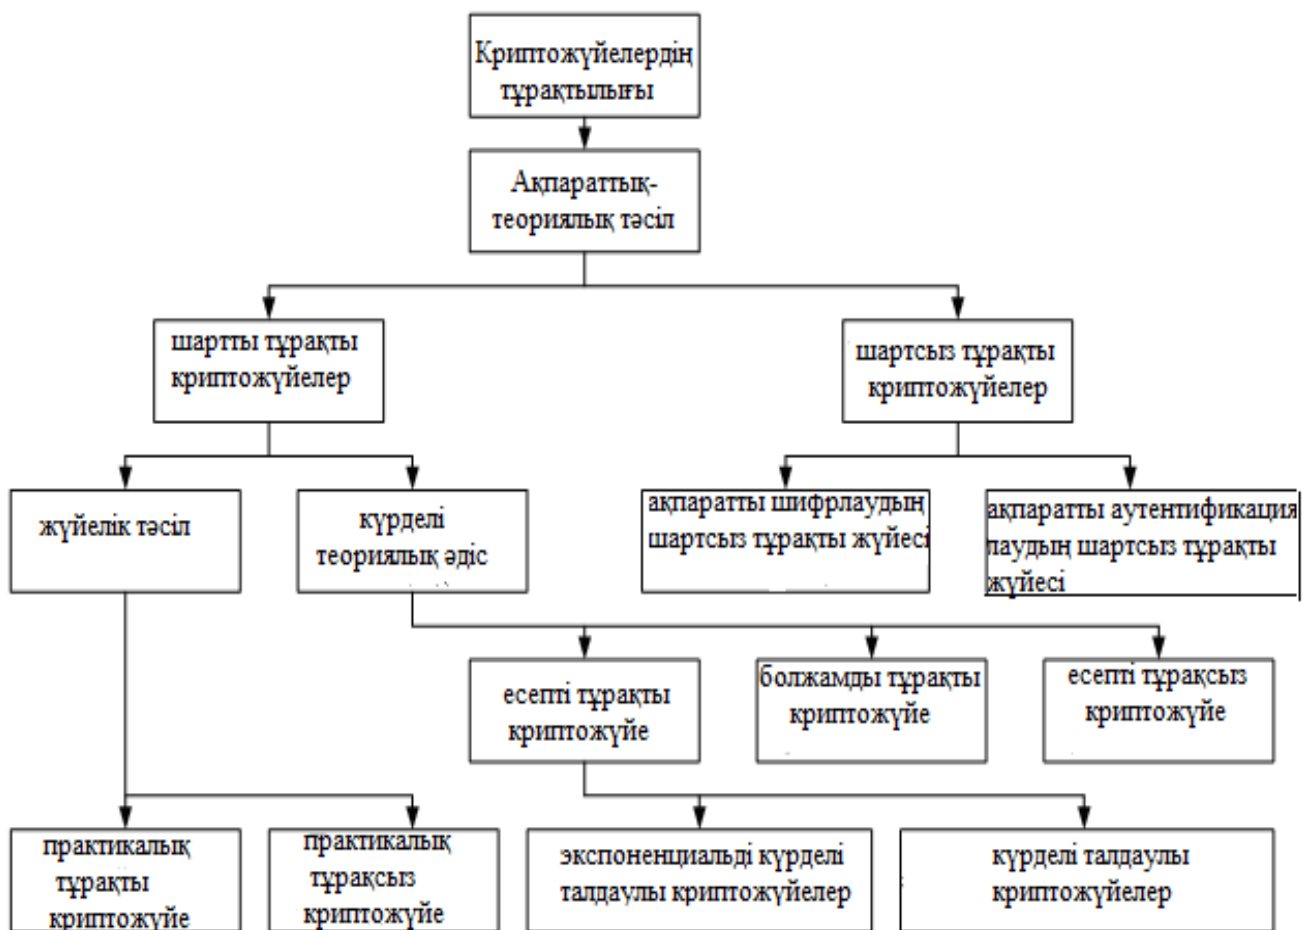 Криптожүйелердің
тұрақтылығы
Ақпараттық-
теориялық тәсіл
шартты тұрақты
криптожүйелер
шартсыз тұрақты
криптожүйелер
жүйелік тәсіл
күрделі
теориялық әдіс
ақпаратты шифрлаудың
шартсыз тұрақты жүйесі
ақпаратты аутентификация
лаудың шартсыз тұрақты
жүйесі
есепті тұрақты
криптожүйе
болжамды тұрақты
криптожүйе
есепті тұрақсыз
криптожүйе
практикалық
тұрақты
криптожүйе
практикалық
тұрақсыз
криптожүйе
экспоненциальді күрделі
талдаулы криптожүйелер
күрделі талдаулы
криптожүйелер